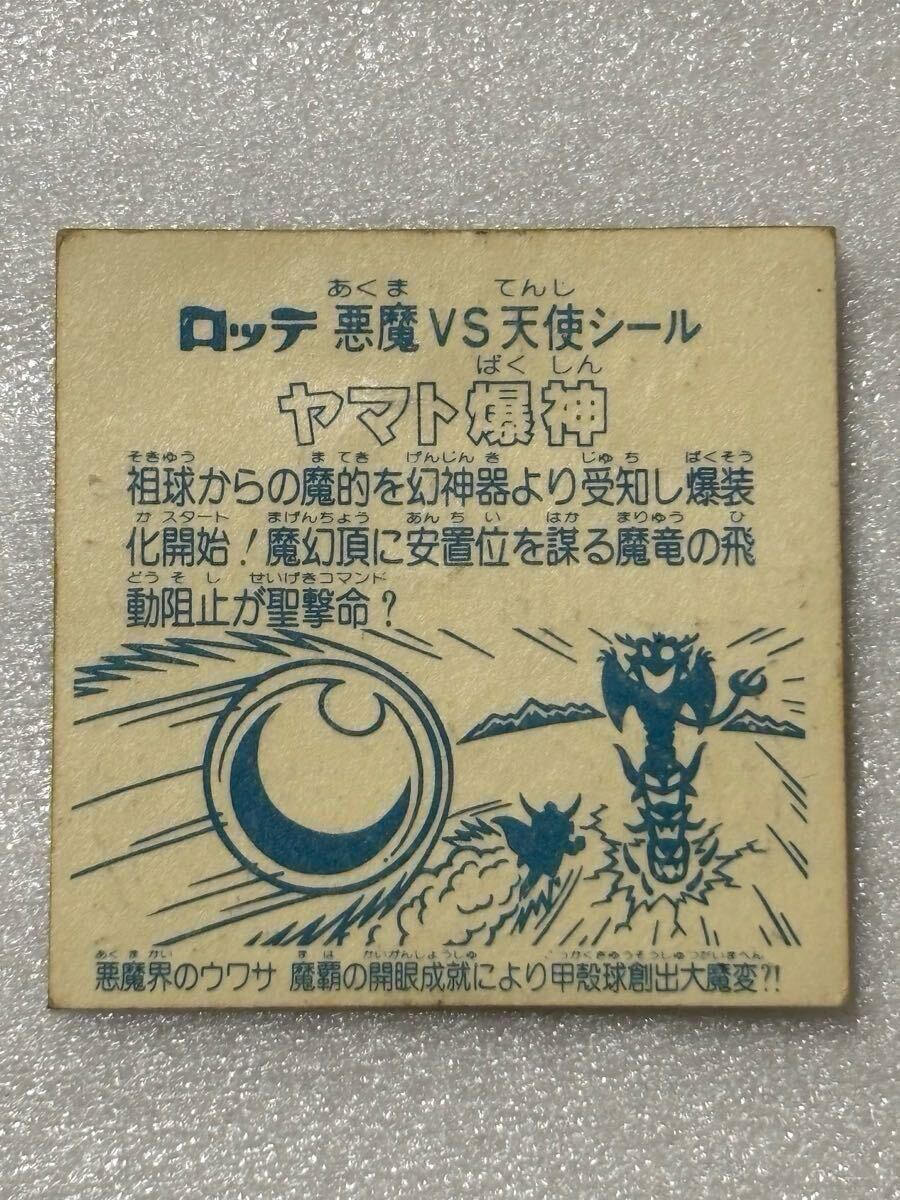 あくま てんし
ロッテ 悪魔VS天使シール
ばくしん
ヤマト爆神
そきゅう まてき げんじんき じゅち ばくそう
祖球からの魔的を幻神器より受知し爆装
か スタート まげんちょう あんちい はか まりゅう ひ
化開始！魔幻頂に安置位を謀る魔竜の飛
どうそし せいげきコマンド
動阻止が聖撃命？
あくまかい まは かいがんじょうしゅ うかくきゅうそうしゅつだいまへん
悪魔界のウワサ 魔覇の開眼成就により甲殻球創出大魔変?!